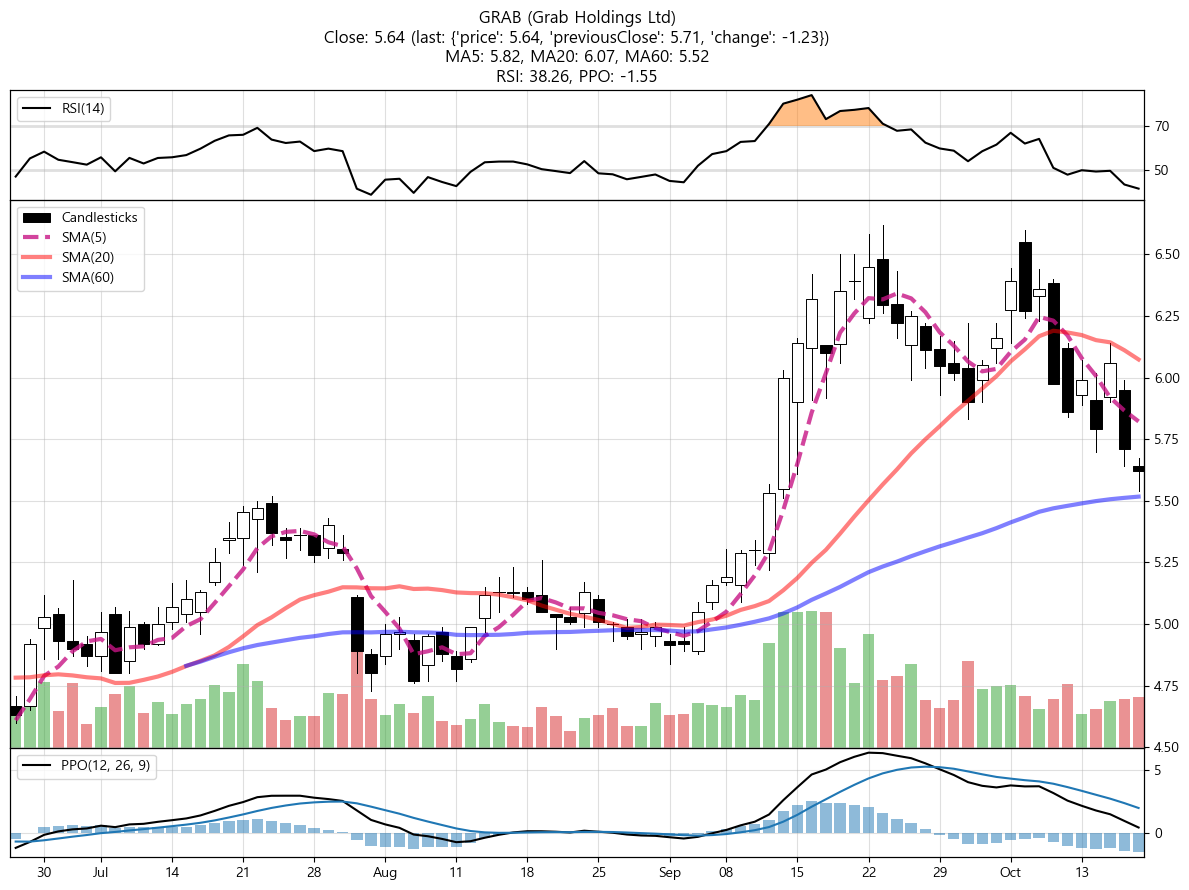 GRAB (Grab Holdings Ltd)
Close: 5.64 (last: {'price': 5.64, 'previousClose': 5.71, 'change': -1.23})
MA5: 5.82, MA20: 6.07, MA60: 5.52
RSI: 38.26, PPO: -1.55
RSI(14)
70
50
Candlesticks
SMA(5)
SMA(20)
SMA(60)
6.50
6.25
6.00
5.75
5.50
5.25
5.00
4.75
4.50
PPO(12, 26, 9)
5
0
30 Jul 14 21 28 Aug 11 18 25 Sep 08 15 22 29 Oct 13